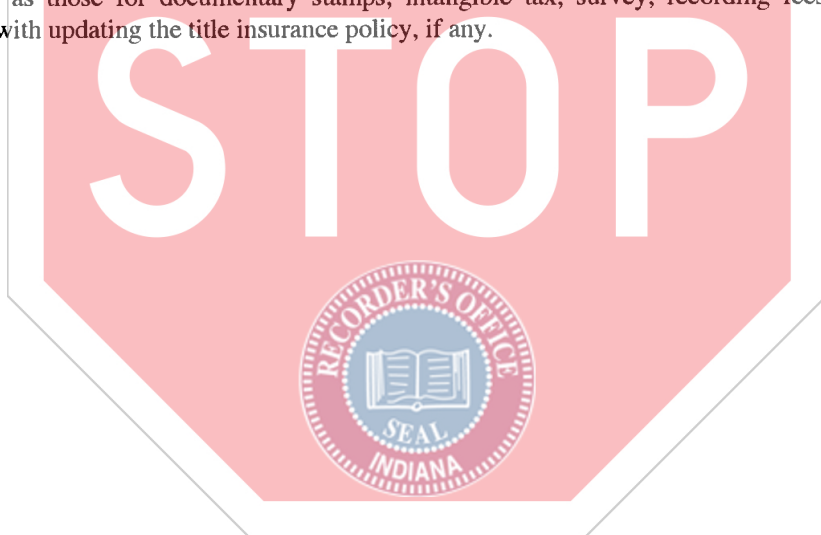 as those for documentary stamps, intangible tax, survey, recording fees
with updating the title insurance policy, if any.
STOP
RECORDER'S OFFICE
SEAL
INDIANA